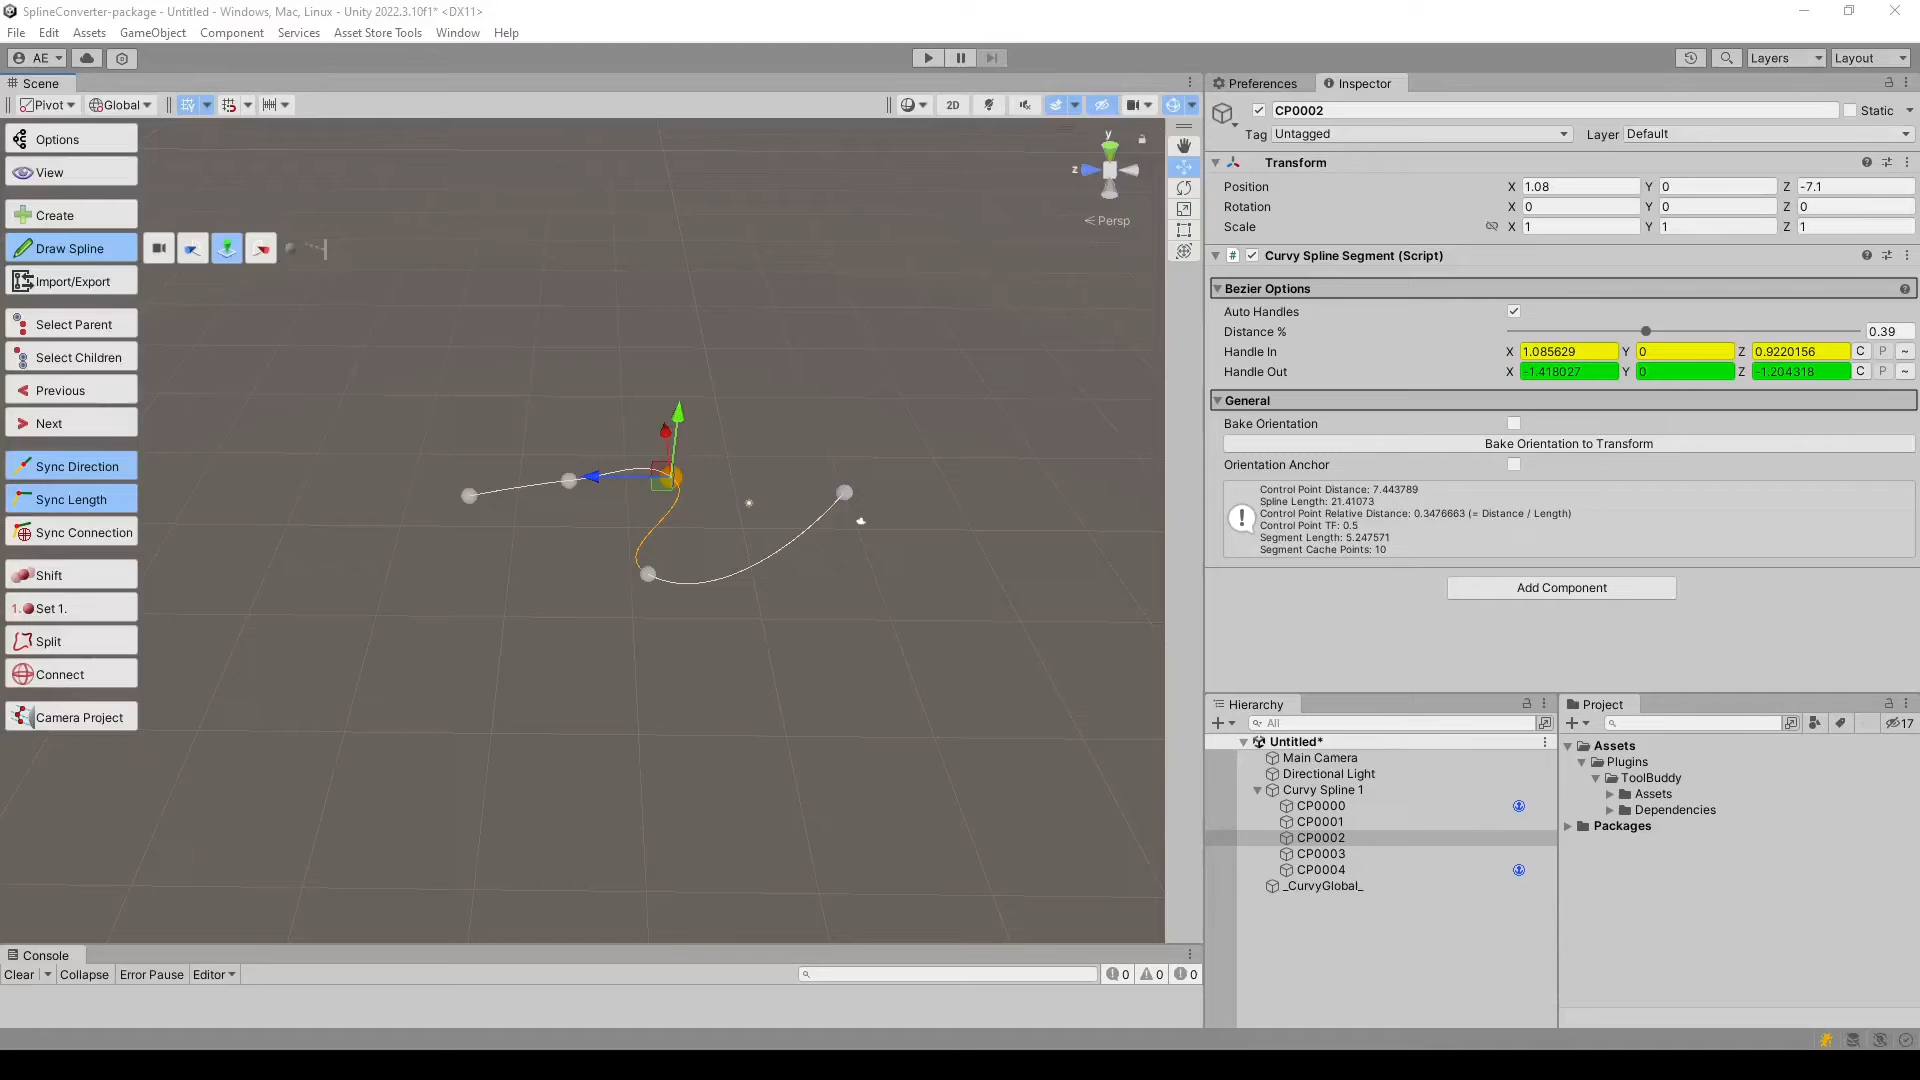 SplineConverter-package - Untitled - Windows, Mac, Linux - Unity 2022.3.10f1* <DX11>
File Edit Assets GameObject Component Services Asset Store Tools Window Help
AE Layers Layout
Scene
Pivot Global 2D
Options
View
Create
Draw Spline
Import/Export
Select Parent
Select Children
Previous
Next
Sync Direction
Sync Length
Sync Connection
Shift
1. Set 1.
Split
Connect
Camera Project
y
z
Persp
Preferences Inspector
CP0002 Static
Tag Untagged Layer Default
Transform
Position X 1.08 Y 0 Z -7.1
Rotation X 0 Y 0 Z 0
Scale X 1 Y 1 Z 1
# Curvy Spline Segment (Script)
Bezier Options
Auto Handles
Distance % 0.39
Handle In X 1.085629 Y 0 Z 0.9220156 C P ~
Handle Out X -1.418027 Y 0 Z -1.204318 C P ~
General
Bake Orientation
Bake Orientation to Transform
Orientation Anchor
Control Point Distance: 7.443789
Spline Length: 21.41073
Control Point Relative Distance: 0.3476663 (= Distance / Length)
Control Point TF: 0.5
Segment Length: 5.247571
Segment Cache Points: 10
Add Component
Hierarchy
All
Untitled*
Main Camera
Directional Light
Curvy Spline 1
CP0000
CP0001
CP0002
CP0003
CP0004
_CurvyGlobal_
Project
17
Assets
Plugins
ToolBuddy
Assets
Dependencies
Packages
Console
Clear Collapse Error Pause Editor 0 0 0